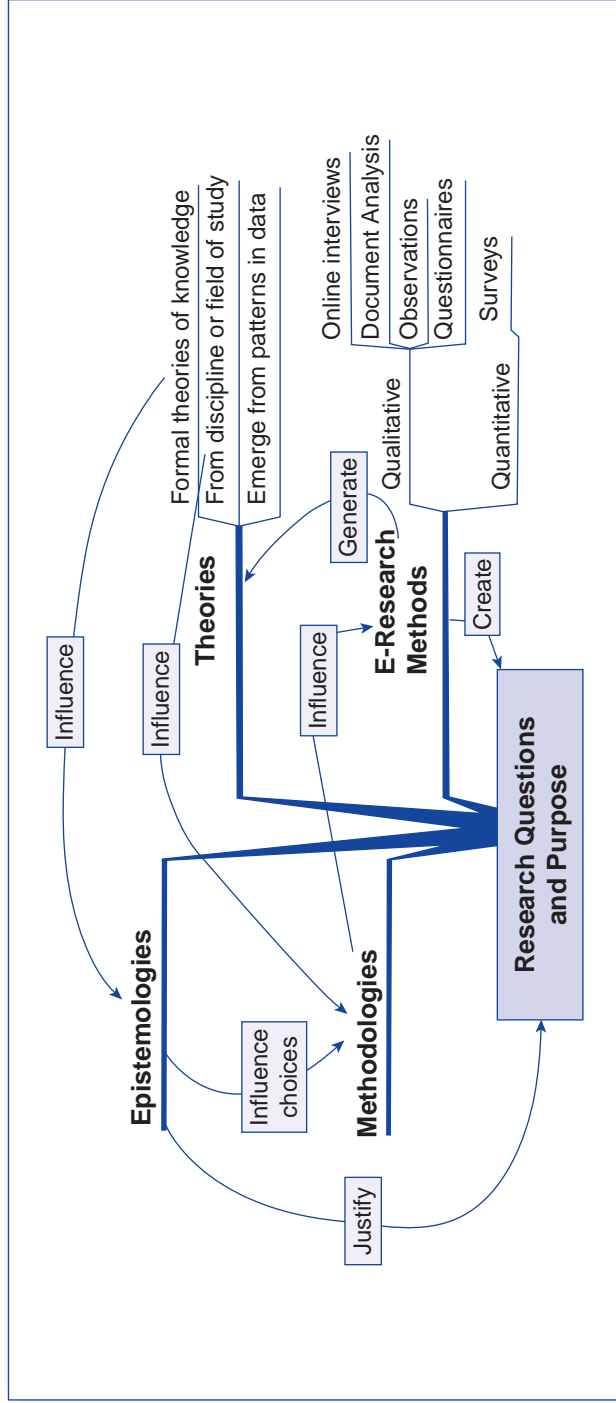 Influence
Epistemologies
Formal theories of knowledge
From discipline or field of study
Emerge from patterns in data
Influence
Theories
Influence
choices
Influence
Generate
Methodologies
E-Research
Methods
Qualitative
Online interviews
Document Analysis
Observations
Questionnaires
Quantitative
Surveys
Justify
Create
Research Questions
and Purpose